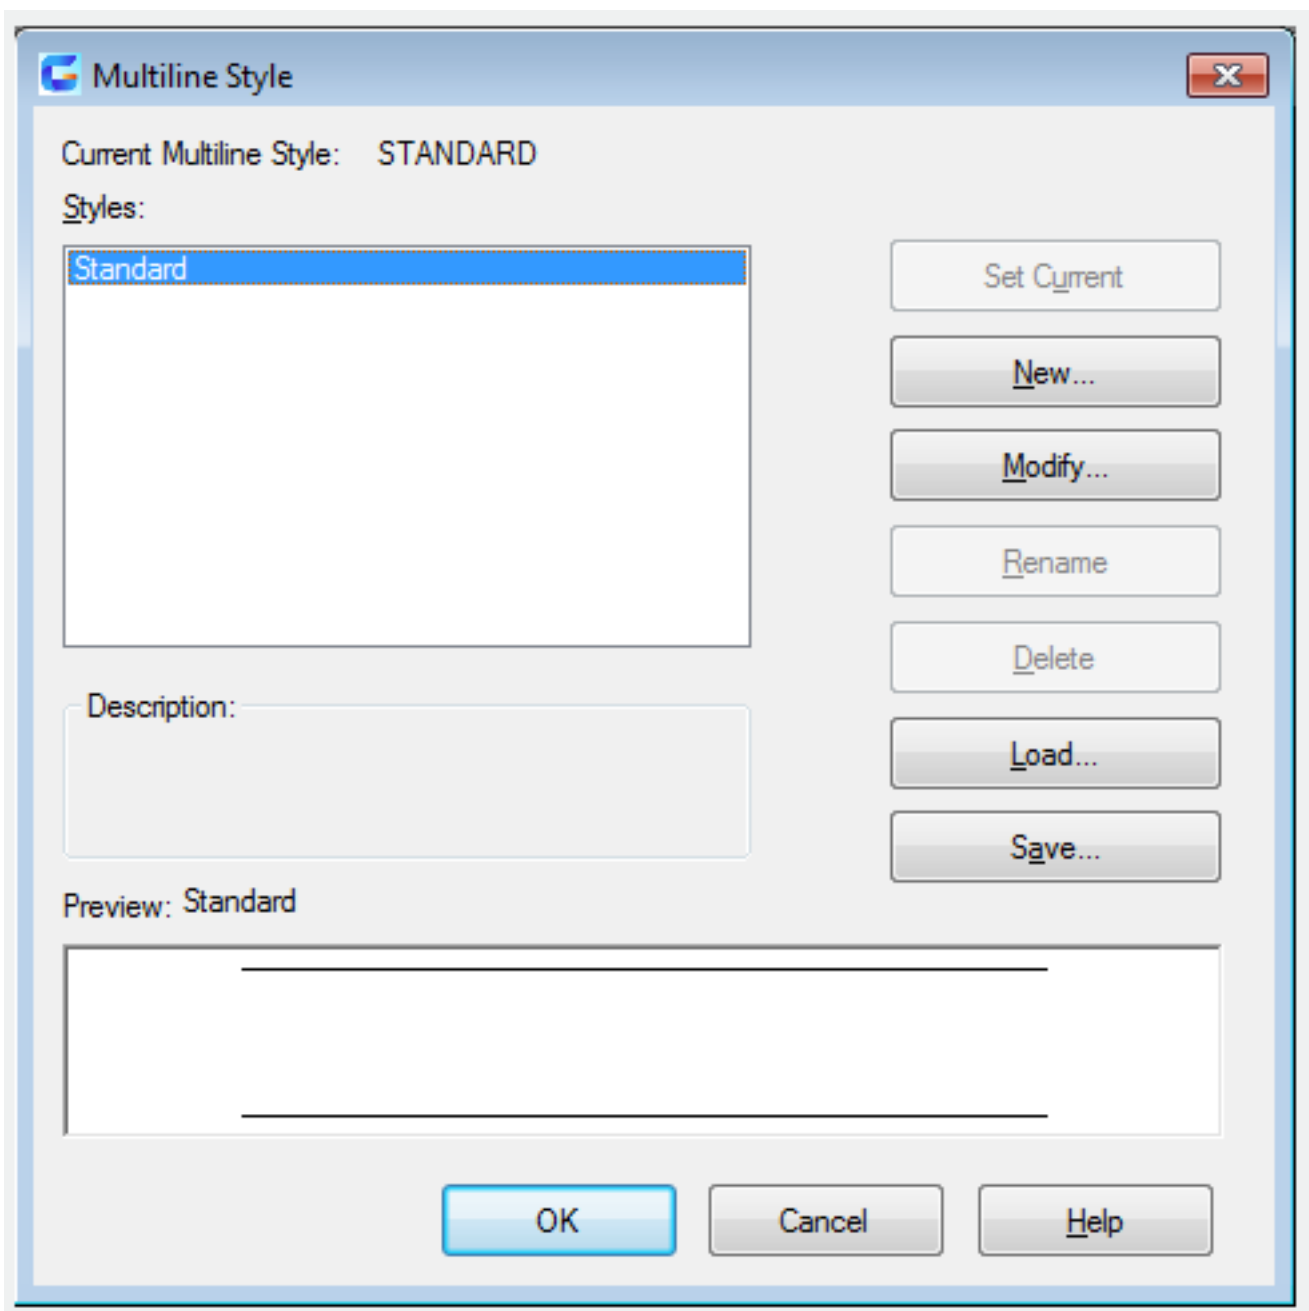 Multiline Style
Current Multiline Style: STANDARD
Styles:
Standard
Set Current
New...
Modify...
Rename
Delete
Load...
Save...
Description:
Preview: Standard
OK
Cancel
Help